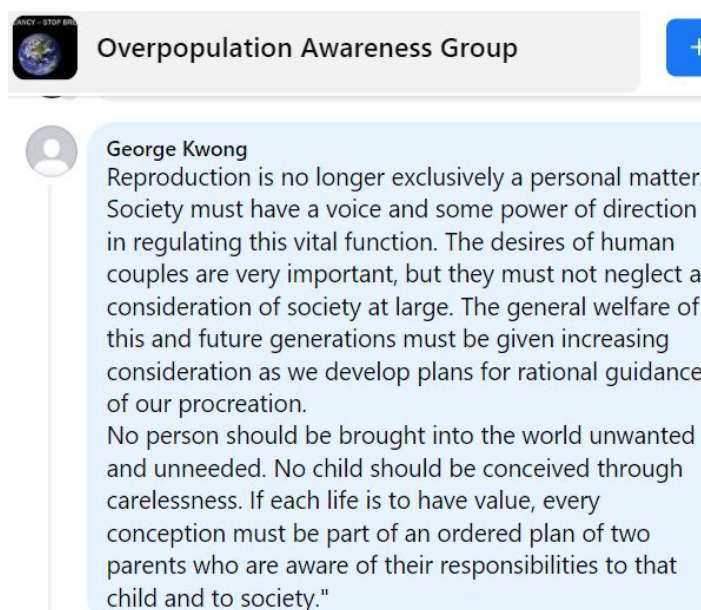 ANCY – STOP BRE
Overpopulation Awareness Group
+
George Kwong
Reproduction is no longer exclusively a personal matter.
Society must have a voice and some power of direction
in regulating this vital function. The desires of human
couples are very important, but they must not neglect a
consideration of society at large. The general welfare of
this and future generations must be given increasing
consideration as we develop plans for rational guidance
of our procreation.
No person should be brought into the world unwanted
and unneeded. No child should be conceived through
carelessness. If each life is to have value, every
conception must be part of an ordered plan of two
parents who are aware of their responsibilities to that
child and to society."